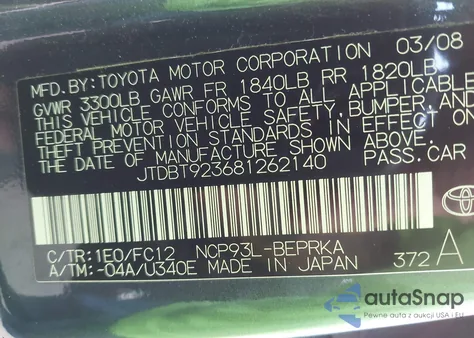 MFD. BY: TOYOTA MOTOR CORPORATION 03/08
GVWR 3300LB GAWR FR 1840LB RR 1820LB
THIS VEHICLE CONFORMS TO ALL APPLICABLE
FEDERAL MOTOR VEHICLE SAFETY, BUMPER, AND
THEFT PREVENTION STANDARDS IN EFFECT ON
THE DATE OF MANUFACTURE SHOWN ABOVE.
JTDBT923681262140 PASS. CAR
C/TR: 1E0/FC12 NCP93L-BEPRKA
A/TM: -04A/U340E MADE IN JAPAN 372 A
TOYOTA
autoSnap
Pewne auta z aukcji USA i EU